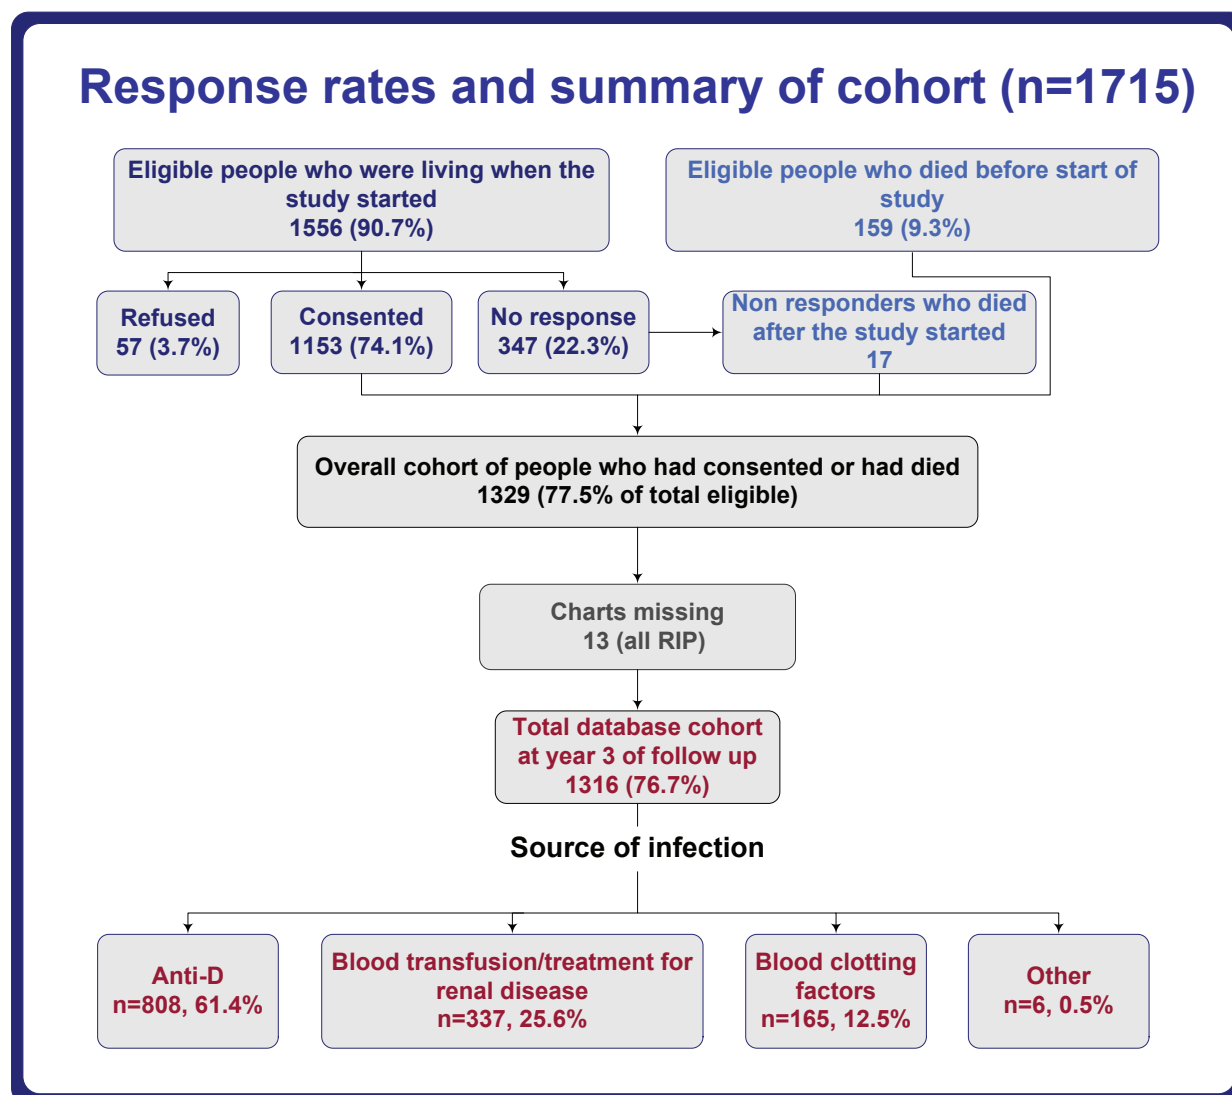 Response rates and summary of cohort (n=1715)
Eligible people who were living when the
study started
1556 (90.7%)
Eligible people who died before start of
study
159 (9.3%)
Refused
57 (3.7%)
Consented
1153 (74.1%)
No response
347 (22.3%)
Non responders who died
after the study started
17
Overall cohort of people who had consented or had died
1329 (77.5% of total eligible)
Charts missing
13 (all RIP)
Total database cohort
at year 3 of follow up
1316 (76.7%)
Source of infection
Anti-D
n=808, 61.4%
Blood transfusion/treatment for
renal disease
n=337, 25.6%
Blood clotting
factors
n=165, 12.5%
Other
n=6, 0.5%